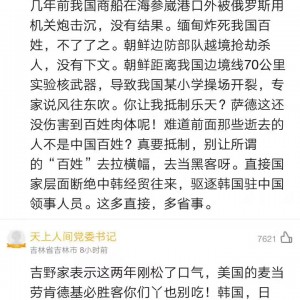 几年前我国商船在海参崴港口外被俄罗斯用
机关炮击沉，没有结果。缅甸炸死我国百
姓，不了了之。朝鲜边防部队越境抢劫杀
人，没有下文。朝鲜距离我国边境线70公里
实验核武器，导致我国某小学操场开裂，专
家说风往东吹。你让我抵制乐天？萨德这还
没伤害到百姓肉体呢！难道前面那些逝去的
人不是中国百姓？真要制，别让所谓
的“百姓”去拉横幅，去当黑客呀。直接国
家层面断绝中韩经贸往来，驱逐韩国驻中国
领事人员。这多直接，多省事。
天上人间党委书记
7621
吉林省吉林市 8小时前
吉野家表示这两年刚松了口气，美国的麦当
劳肯德基必胜客你们丫也别吃！韩国，日